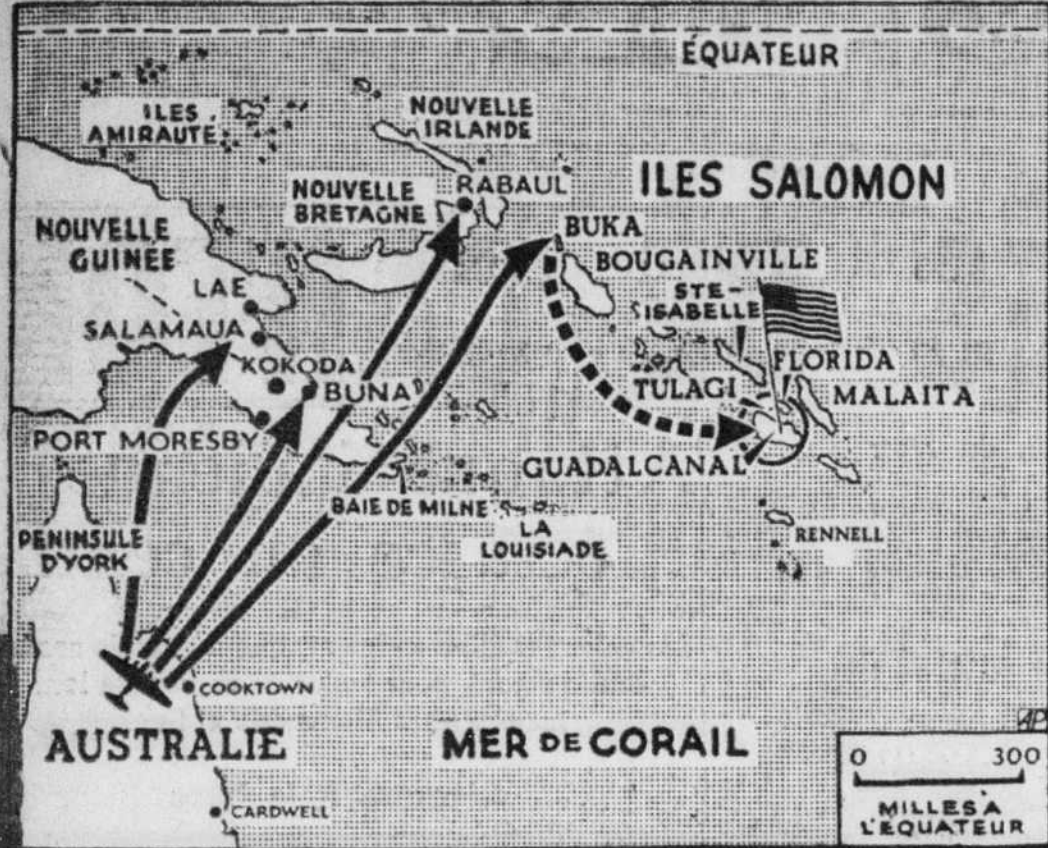 ÉQUATEUR
ILES
AMIRAUTÉ
NOUVELLE
IRLANDE
NOUVELLE
BRETAGNE
RABAUL
ILES SALOMON
NOUVELLE
GUINÉE
BUKA
BOUGAINVILLE
LAE
STE-
ISABELLE
SALAMAUA
KOKODA
BUNA
FLORIDA
TULAGI
MALAITA
PORT MORESBY
GUADALCANAL
BAIE DE MILNE
LA
LOUISIADE
RENNELL
PENINSULE
D'YORK
COOKTOWN
AUSTRALIE
MER DE CORAIL
AP
0 300
MILLES À
L'EQUATEUR
CARDWELL